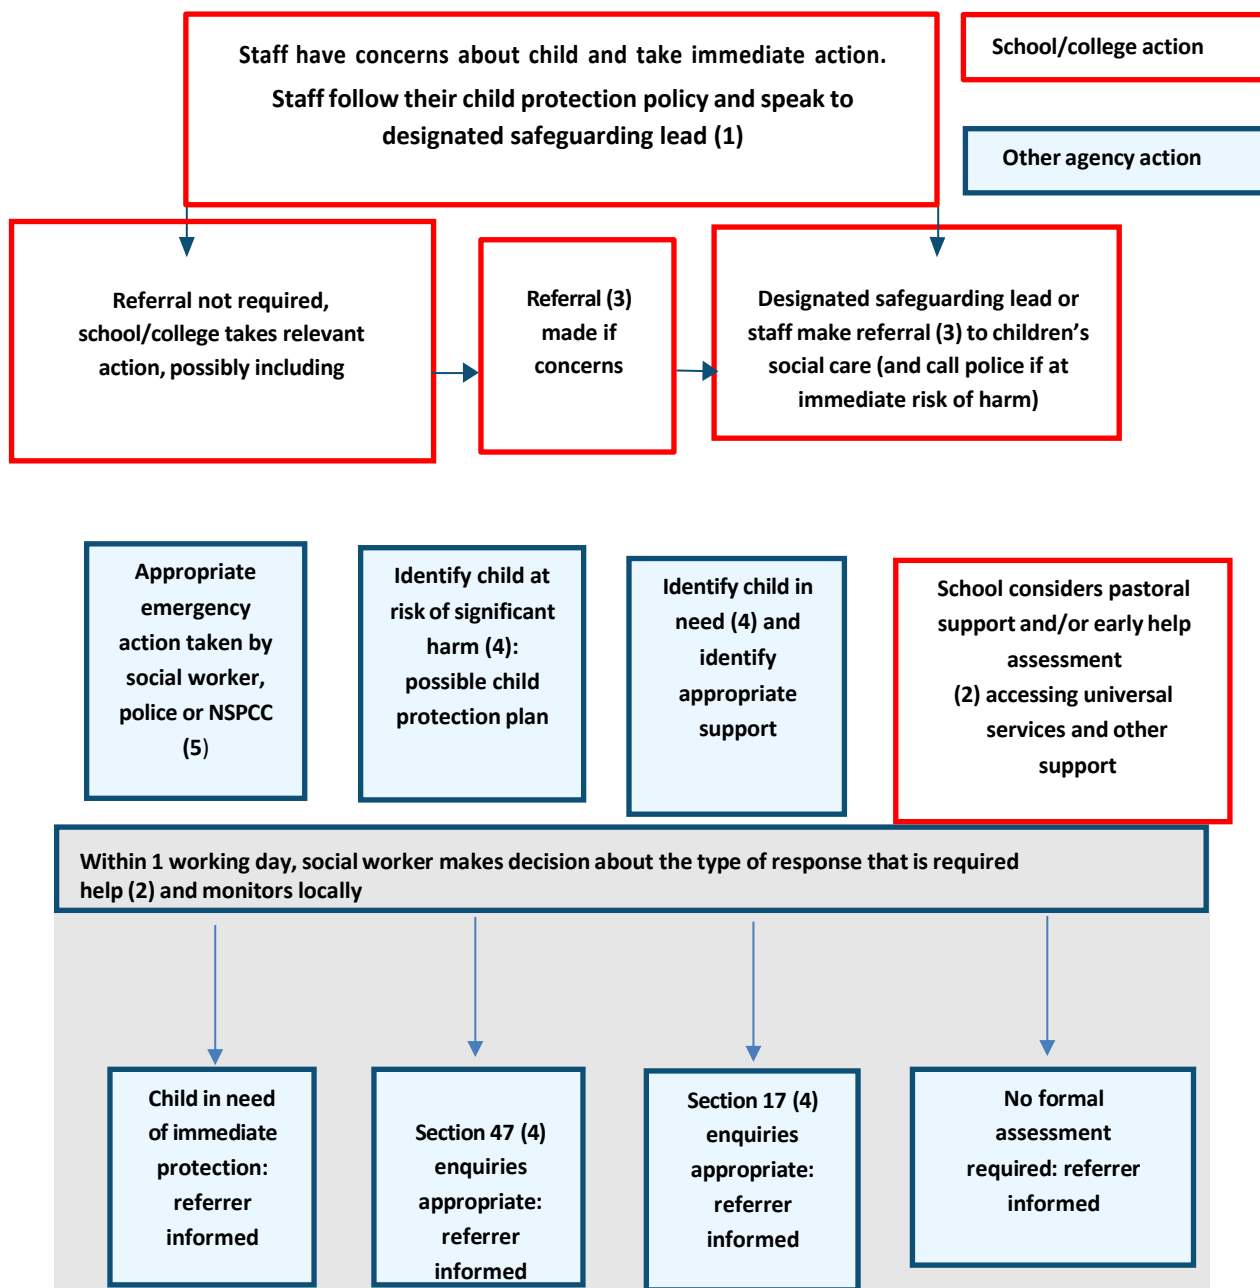 Staff have concerns about child and take immediate action.
Staff follow their child protection policy and speak to
designated safeguarding lead (1)
School/college action
Other agency action
Referral not required,
school/college takes relevant
action, possibly including
Referral (3)
made if
concerns
Designated safeguarding lead or
staff make referral (3) to children’s
social care (and call police if at
immediate risk of harm)
Appropriate
emergency
action taken by
social worker,
police or NSPCC
(5)
Identify child at
risk of significant
harm (4):
possible child
protection plan
Identify child in
need (4) and
identify
appropriate
support
School considers pastoral
support and/or early help
assessment
(2) accessing universal
services and other
support
Within 1 working day, social worker makes decision about the type of response that is required
help (2) and monitors locally
Child in need
of immediate
protection:
referrer
informed
Section 47 (4)
enquiries
appropriate:
referrer
informed
Section 17 (4)
enquiries
appropriate:
referrer
informed
No formal
assessment
required: referrer
informed